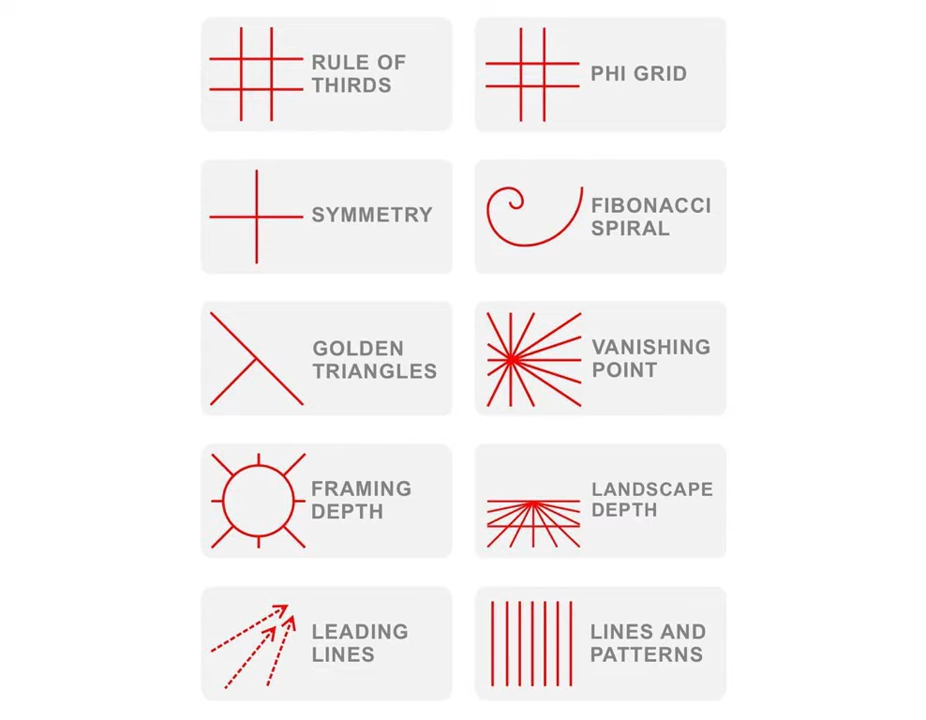 RULE OF
THIRDS
PHI GRID
SYMMETRY
FIBONACCI
SPIRAL
GOLDEN
TRIANGLES
VANISHING
POINT
FRAMING
DEPTH
LANDSCAPE
DEPTH
LEADING
LINES
LINES AND
PATTERNS